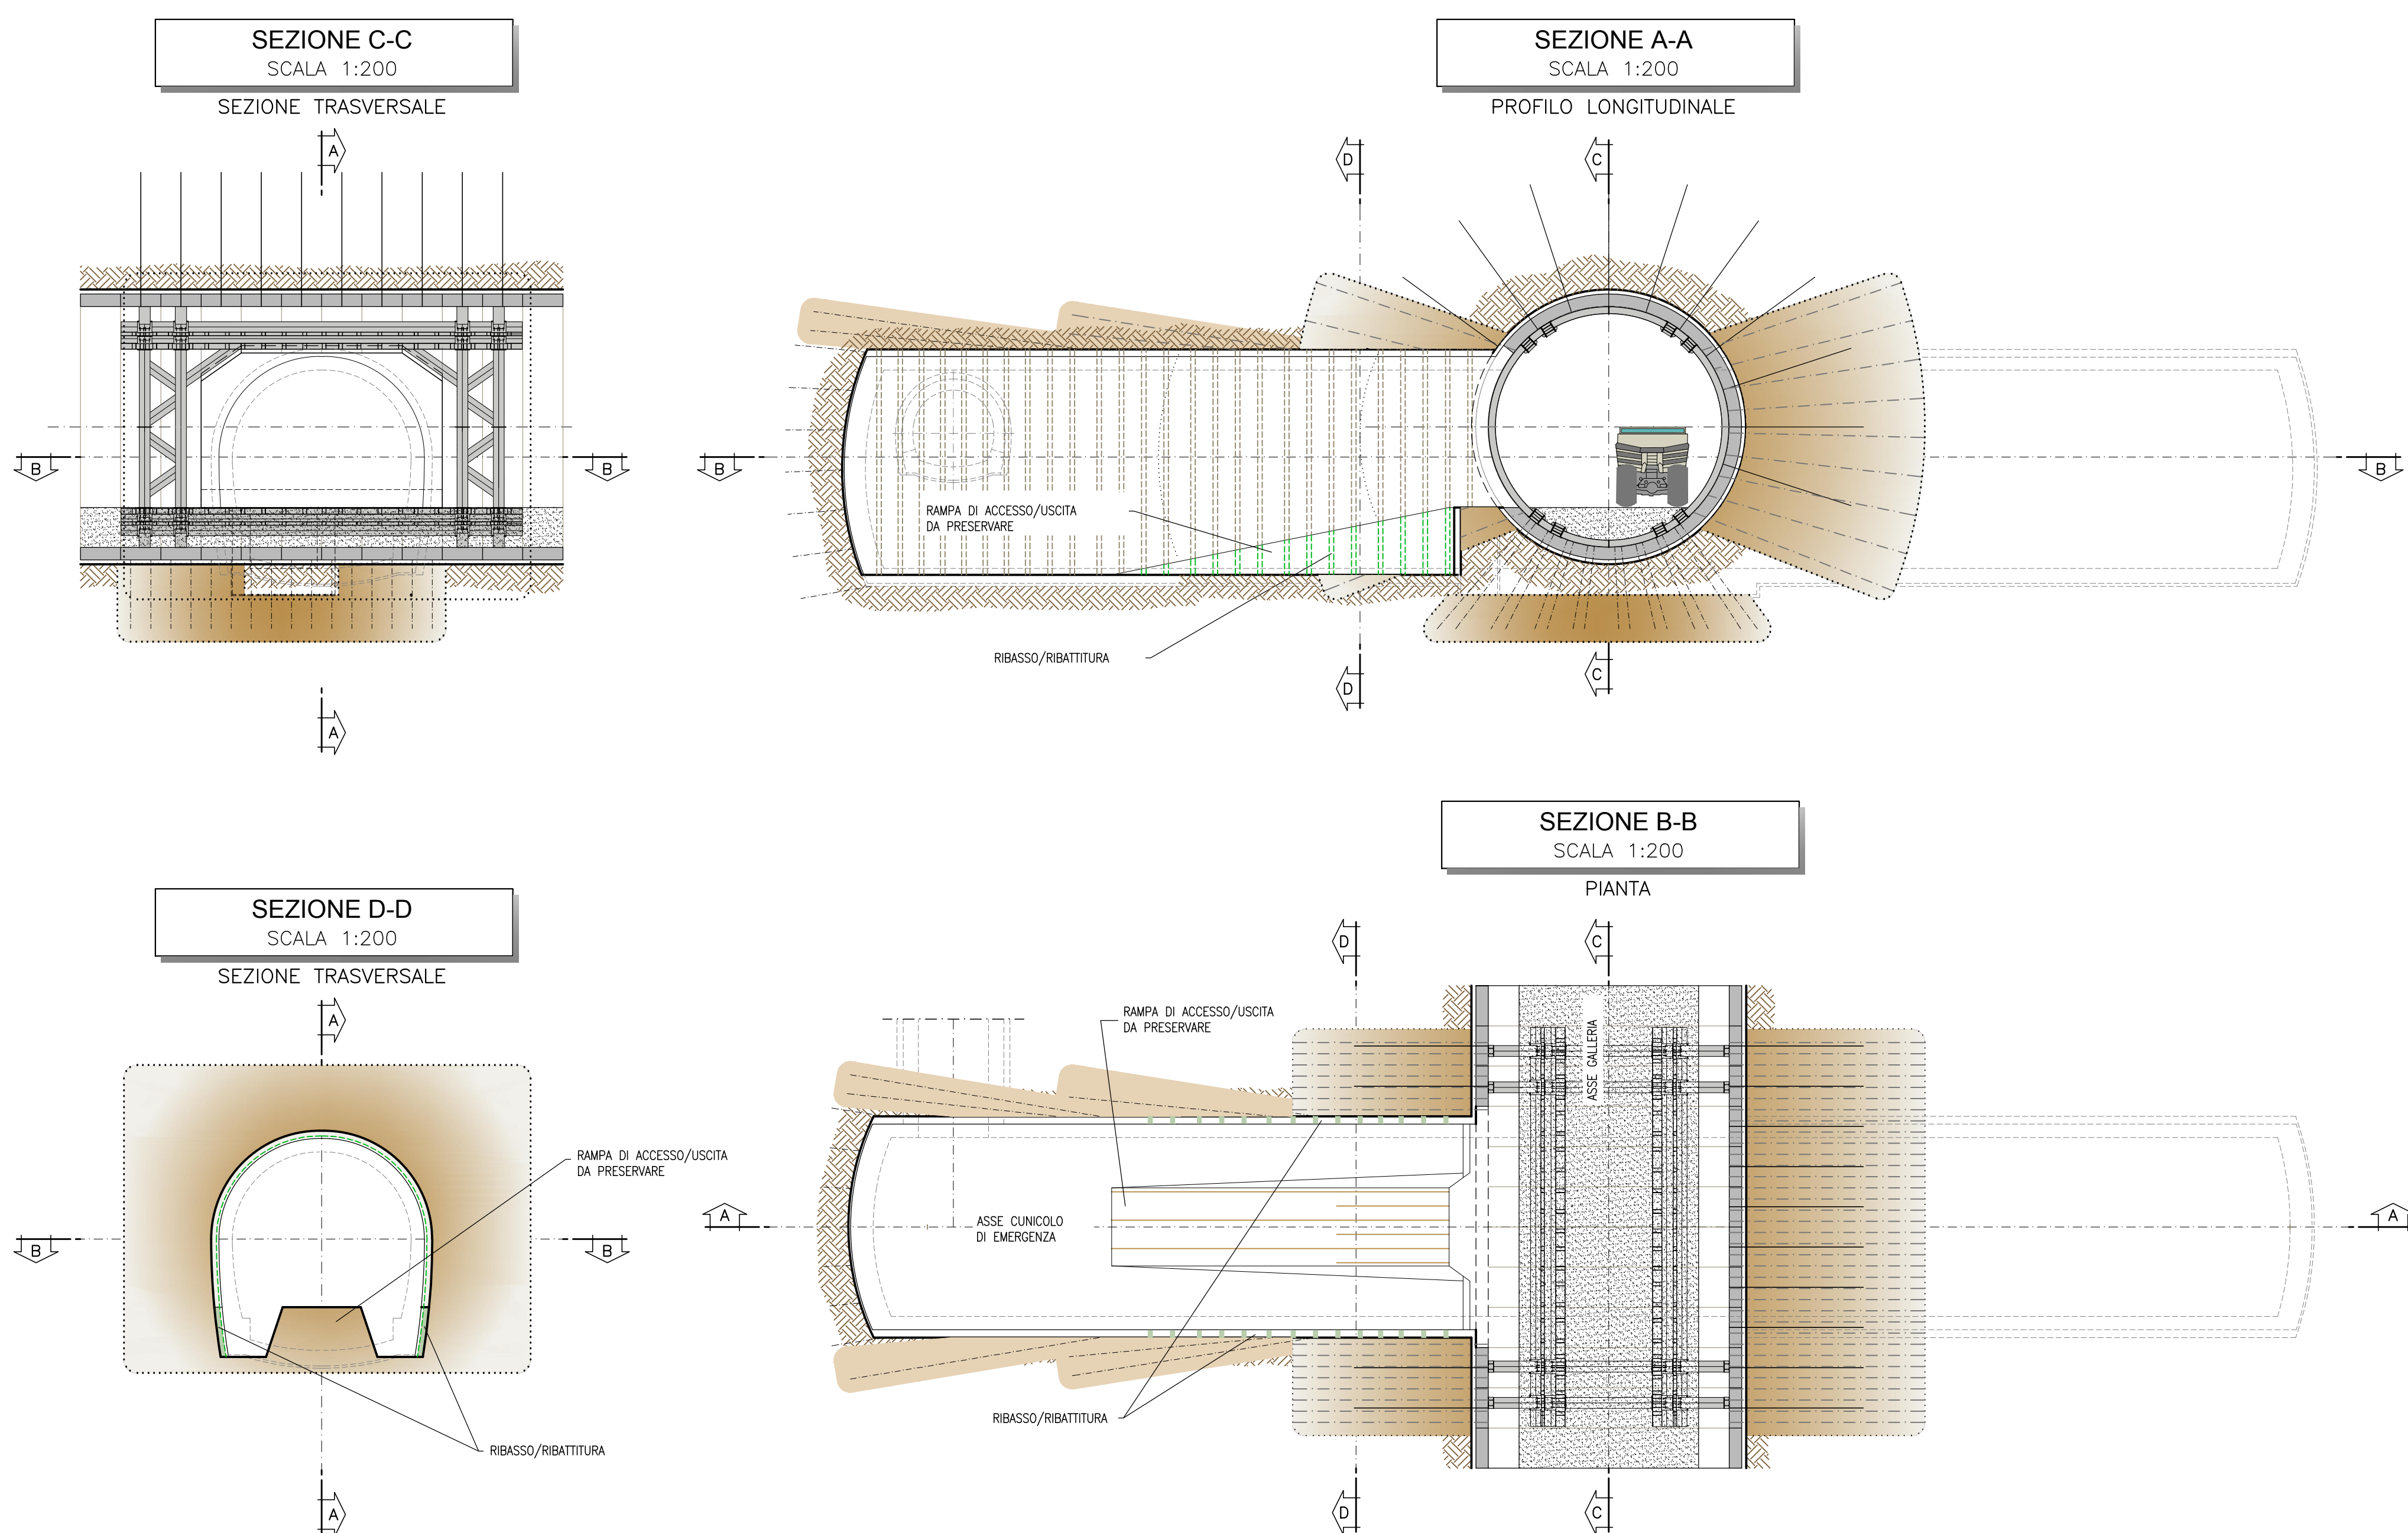 SEZIONE C-C
SCALA 1:200
SEZIONE TRASVERSALE
A
B
B
A
SEZIONE A-A
SCALA 1:200
PROFILO LONGITUDINALE
D
C
B
B
RAMPA DI ACCESSO/USCITA
DA PRESERVARE
RIBASSO/RIBATTITURA
D
C
SEZIONE D-D
SCALA 1:200
SEZIONE TRASVERSALE
A
RAMPA DI ACCESSO/USCITA
DA PRESERVARE
B
B
RIBASSO/RIBATTITURA
A
SEZIONE B-B
SCALA 1:200
PIANTA
D
C
RAMPA DI ACCESSO/USCITA
DA PRESERVARE
ASSE GALLERIA
A
A
ASSE CUNICOLO
DI EMERGENZA
RIBASSO/RIBATTITURA
D
C